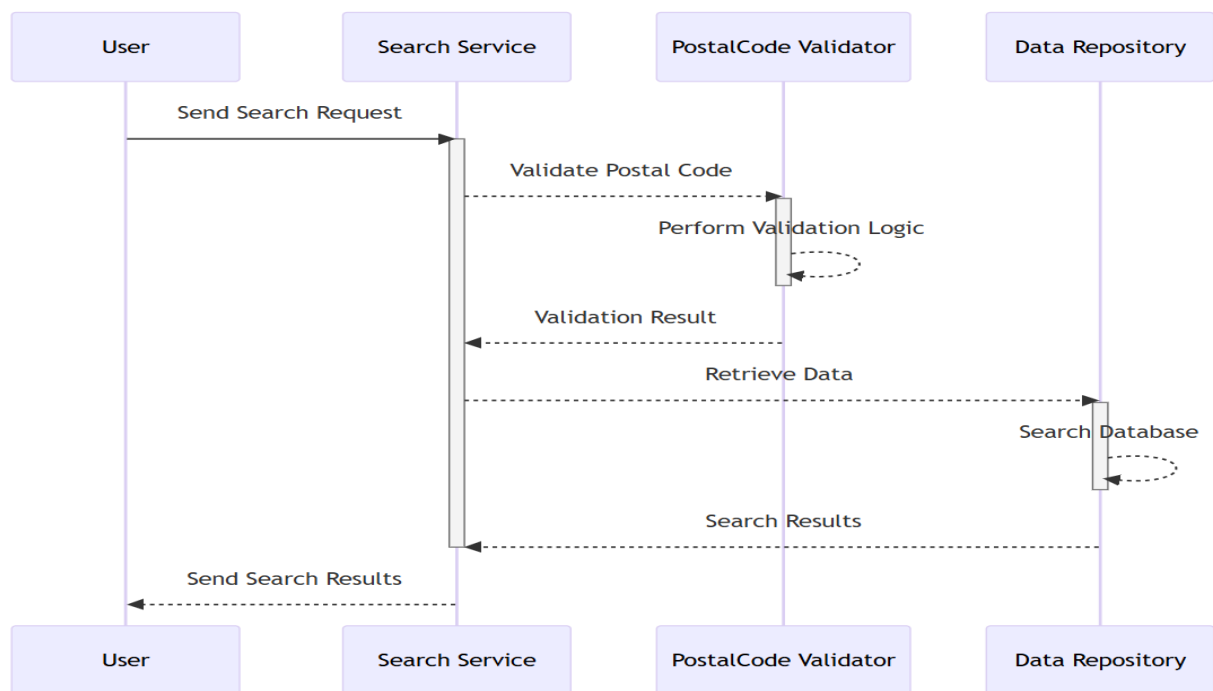 User
Search Service
PostalCode Validator
Data Repository
Send Search Request
Validate Postal Code
Perform Validation Logic
Validation Result
Retrieve Data
Search Database
Search Results
Send Search Results
User
Search Service
PostalCode Validator
Data Repository